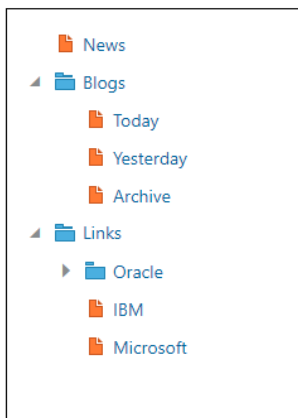 News
Blogs
Today
Yesterday
Archive
Links
Oracle
IBM
Microsoft